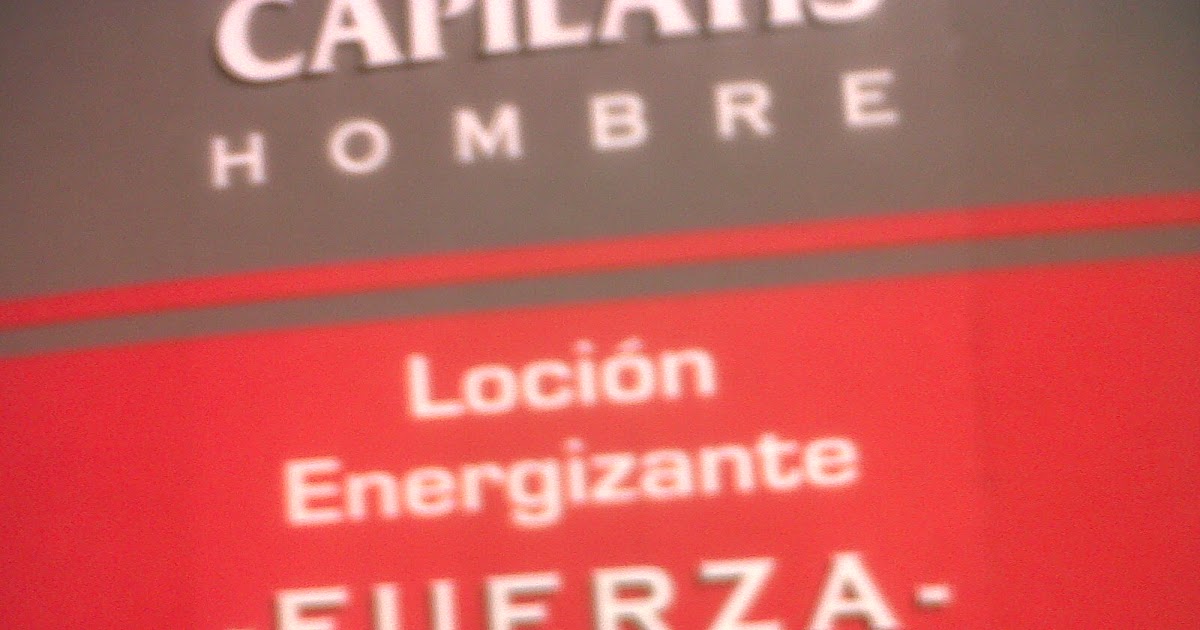 CAPILATIS
HOMBRE
Loción
Energizante
-FUERZA-